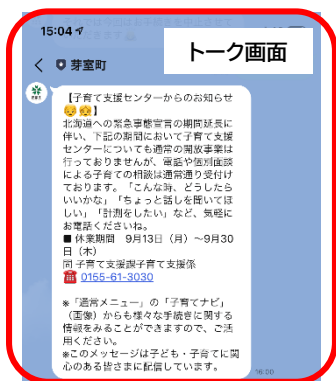 15:04
トーク画面
芽室町
【子育て支援センターからのお知らせ
😥😥】
北海道への緊急事態宣言の期間延長に
伴い、下記の期間において子育て支援
センターについても通常の開放事業は
行っておりませんが、電話や個別面談
による子育ての相談は通常通り受付け
ております。「こんな時、どうしたら
いいかな」「ちょっと話しを聞いてほ
しい」「計測をしたい」など、気軽に
お電話くださいね。
■休業期間 9月13日（月）～9月30
日（木）
問 子育て支援課子育て支援係
☎ 0155-61-3030
※「通常メニュー」の「子育てナビ」
（画像）からも様々な手続きに関する
情報をみることができますので、ご活
用ください。
※このメッセージは子ども・子育てに関
心のある皆さまに配信しています。
16:00